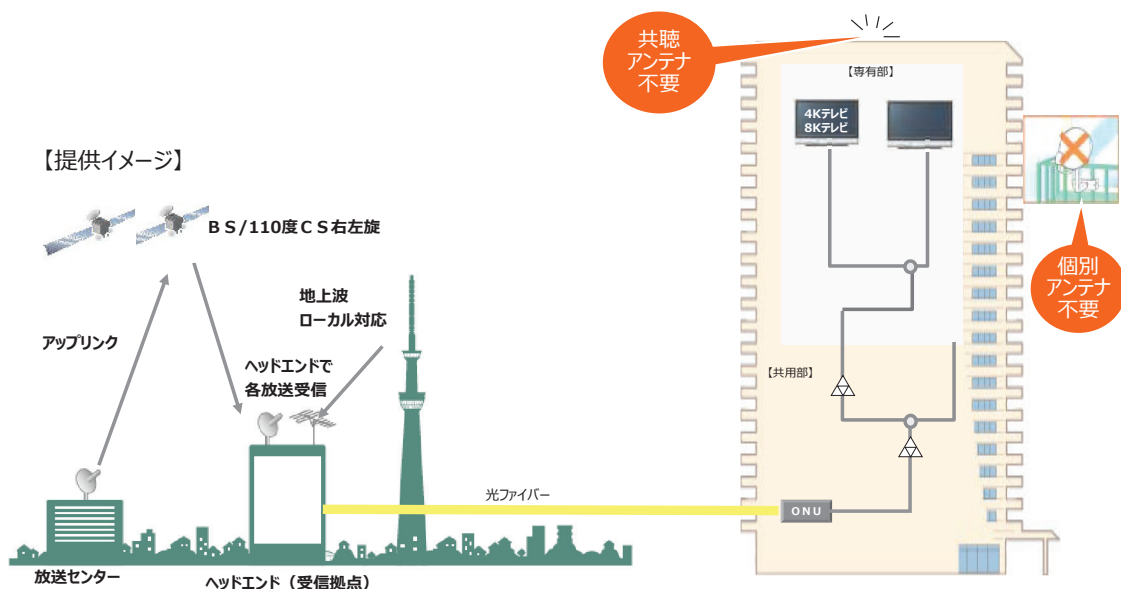 【提供イメージ】
BS/110度CS右左旋
アップリンク
地上波
ローカル対応
ヘッドエンドで
各放送受信
放送センター
ヘッドエンド（受信拠点）
光ファイバー
共聴
アンテナ
不要
【専有部】
4Kテレビ
8Kテレビ
個別
アンテナ
不要
【共用部】
ONU